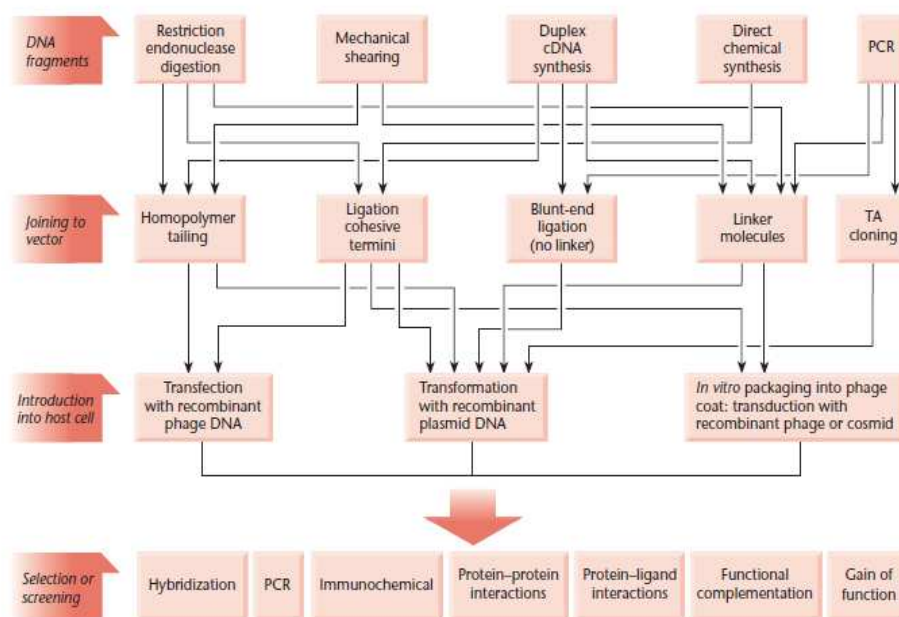 DNA
fragments
Restriction
endonuclease
digestion
Mechanical
shearing
Duplex
cDNA
synthesis
Direct
chemical
synthesis
PCR
Joining to
vector
Homopolymer
tailing
Ligation
cohesive
termini
Blunt-end
ligation
(no linker)
Linker
molecules
TA
cloning
Introduction
into host cell
Transfection
with recombinant
phage DNA
Transformation
with recombinant
plasmid DNA
In vitro packaging into phage
coat: transduction with
recombinant phage or cosmid
Selection or
screening
Hybridization
PCR
Immunochemical
Protein–protein
interactions
Protein–ligand
interactions
Functional
complementation
Gain of
function